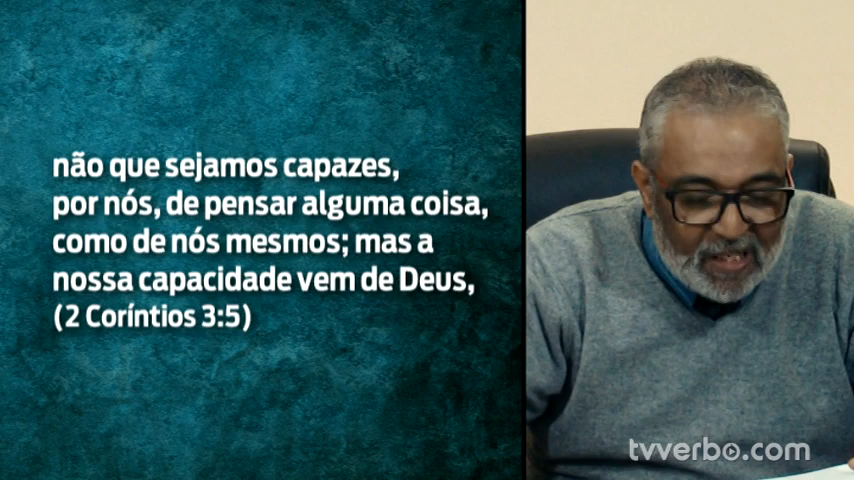 não que sejamos capazes,
por nós, de pensar alguma coisa,
como de nós mesmos; mas a
nossa capacidade vem de Deus,
(2 Coríntios 3:5)
tvverbo.com